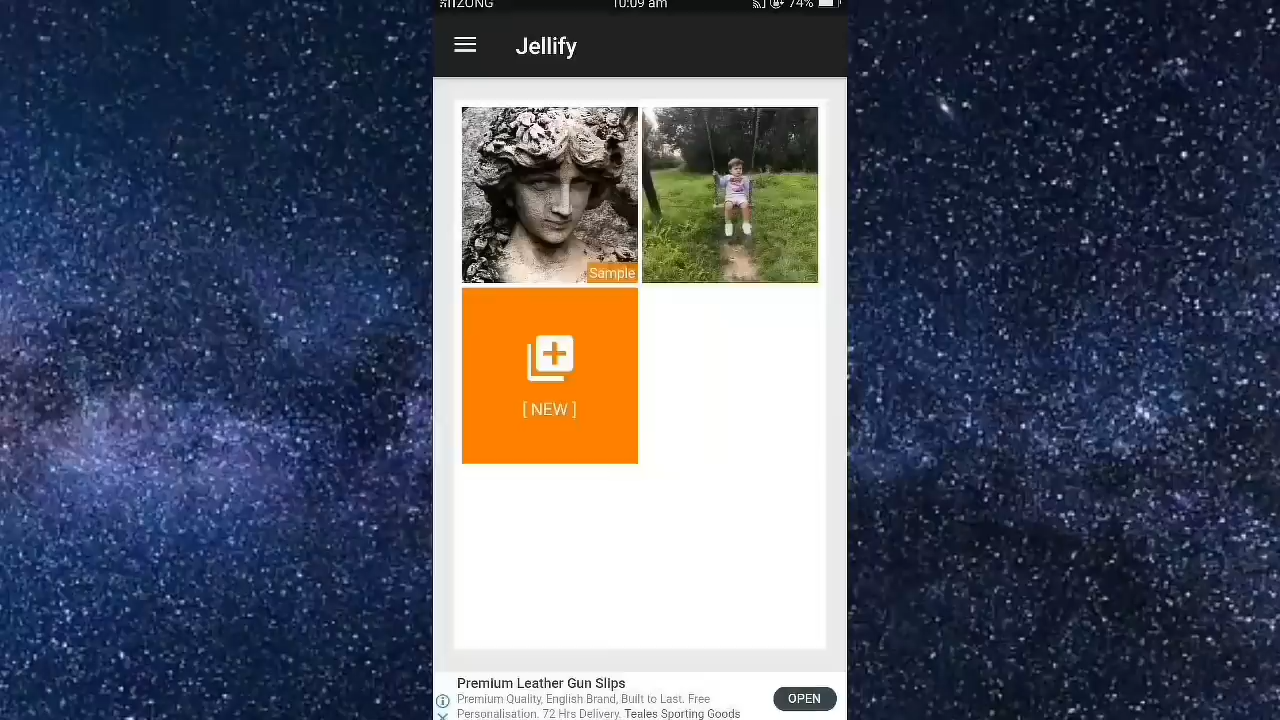 ZONG
10:09 am
74%
Jellify
Sample
[ NEW ]
Premium Leather Gun Slips
Premium Quality, English Brand, Built to Last. Free
Personalisation. 72 Hrs Delivery. Teales Sporting Goods
OPEN